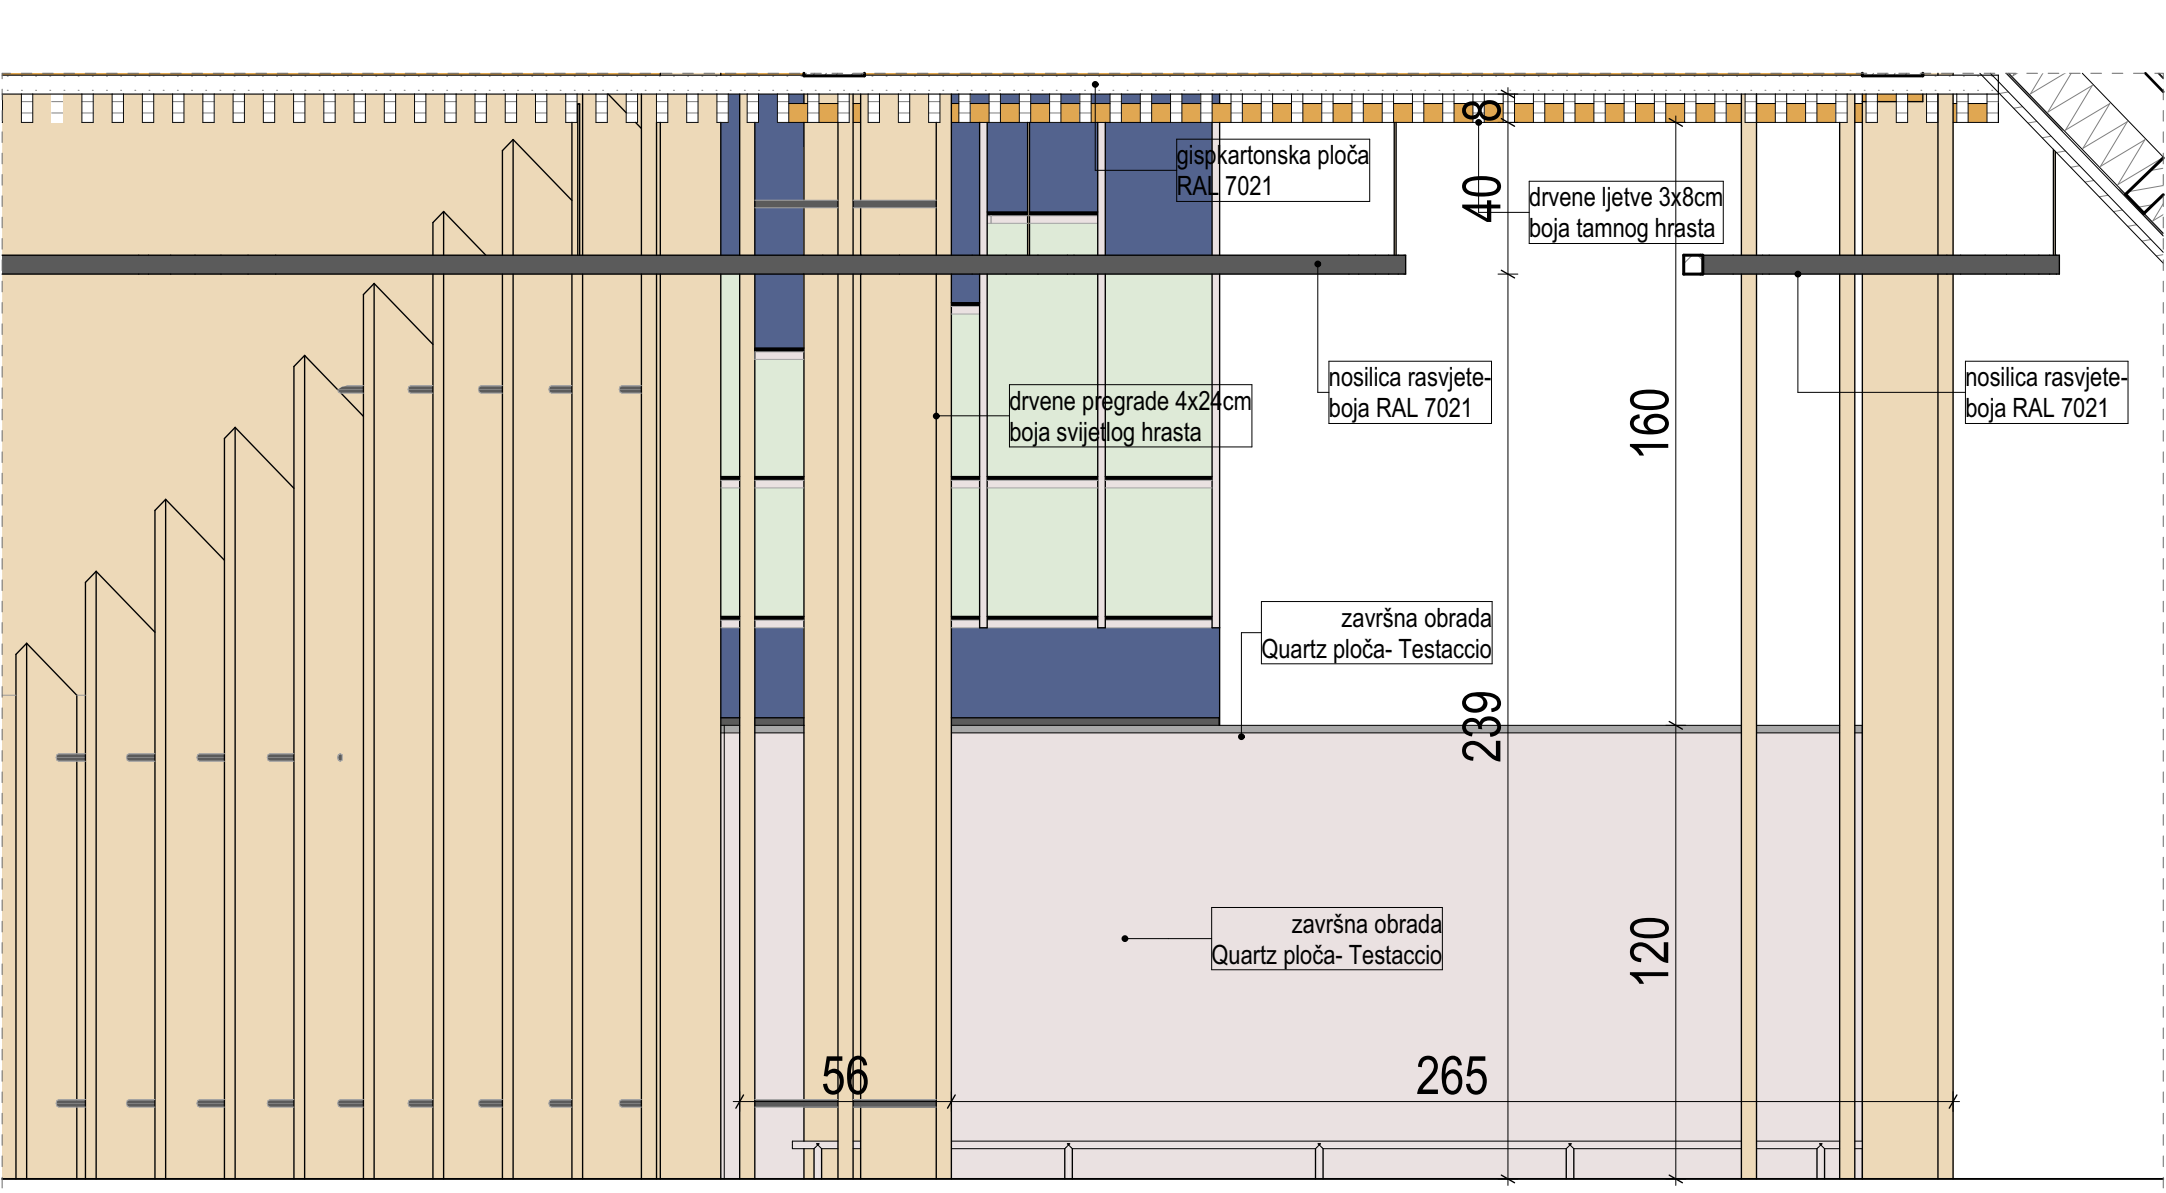 8
gispkartonska ploča
RAL 7021
40
drvene ljetve 3x8cm
boja tamnog hrasta
nosilica rasvjete-
boja RAL 7021
nosilica rasvjete-
boja RAL 7021
drvene pregrade 4x24cm
boja svijetlog hrasta
160
završna obrada
Quartz ploča- Testaccio
239
završna obrada
Quartz ploča- Testaccio
120
56
265